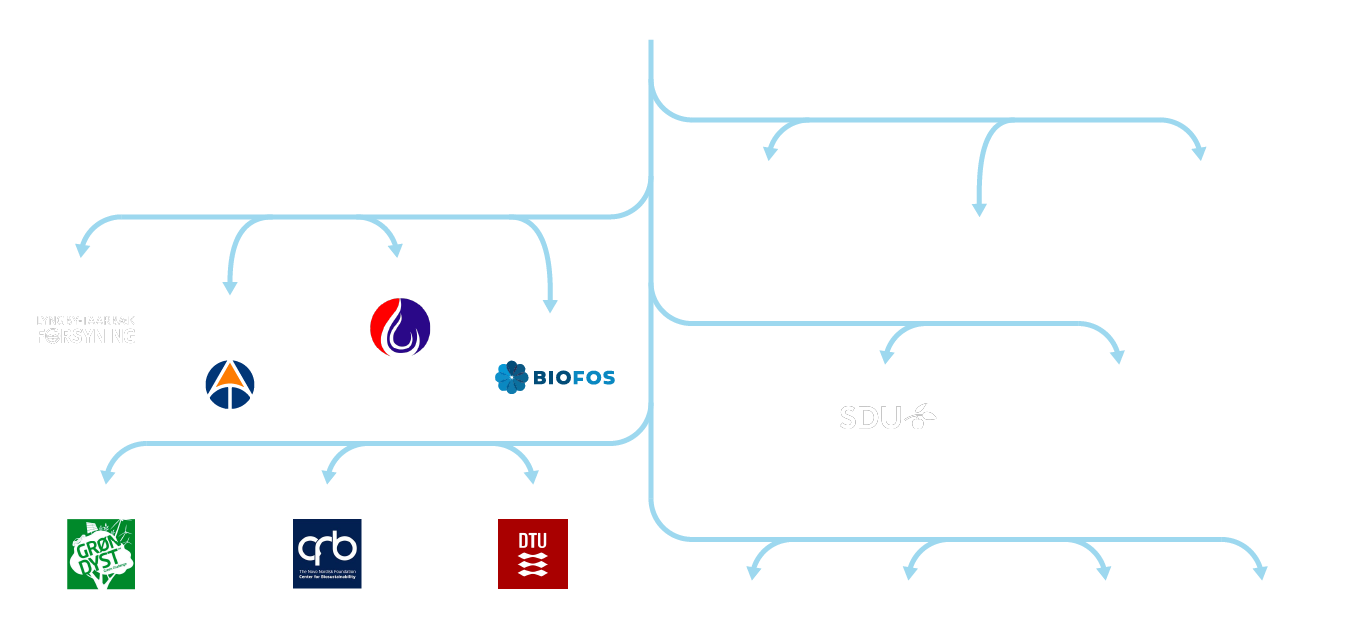 LYNGBY-TAARBÆK
FORSYNING
BIOFOS
SDU
GRØN
DYST
crb
The Novo Nordisk Foundation
Center for Biosustainability
DTU